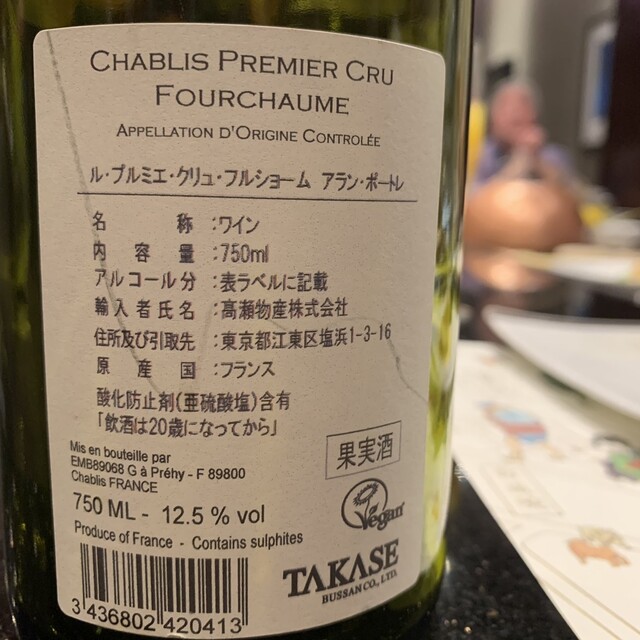 CHABLIS PREMIER CRU
FOURCHAUME
APPELLATION D'ORIGINE CONTROLÉE
ル・プルミエ・クリュ・フルショーム アラン・ポートレ
名 称 :ワイン
内 容 量 :750ml
アルコール分 :表ラベルに記載
輸入者氏名 :高瀬物産株式会社
住所及び引取先 :東京都江東区塩浜1-3-16
原 産 国 :フランス
酸化防止剤(亜硫酸塩)含有
「飲酒は20歳になってから」
果実酒
Mis en bouteille par
EMB89068 G à Préhy - F 89800
Chablis FRANCE
750 ML - 12.5 % vol
Produce of France - Contains sulphites
Vegan
TAKASE
BUSSAN CO., LTD.
3 436802 420413